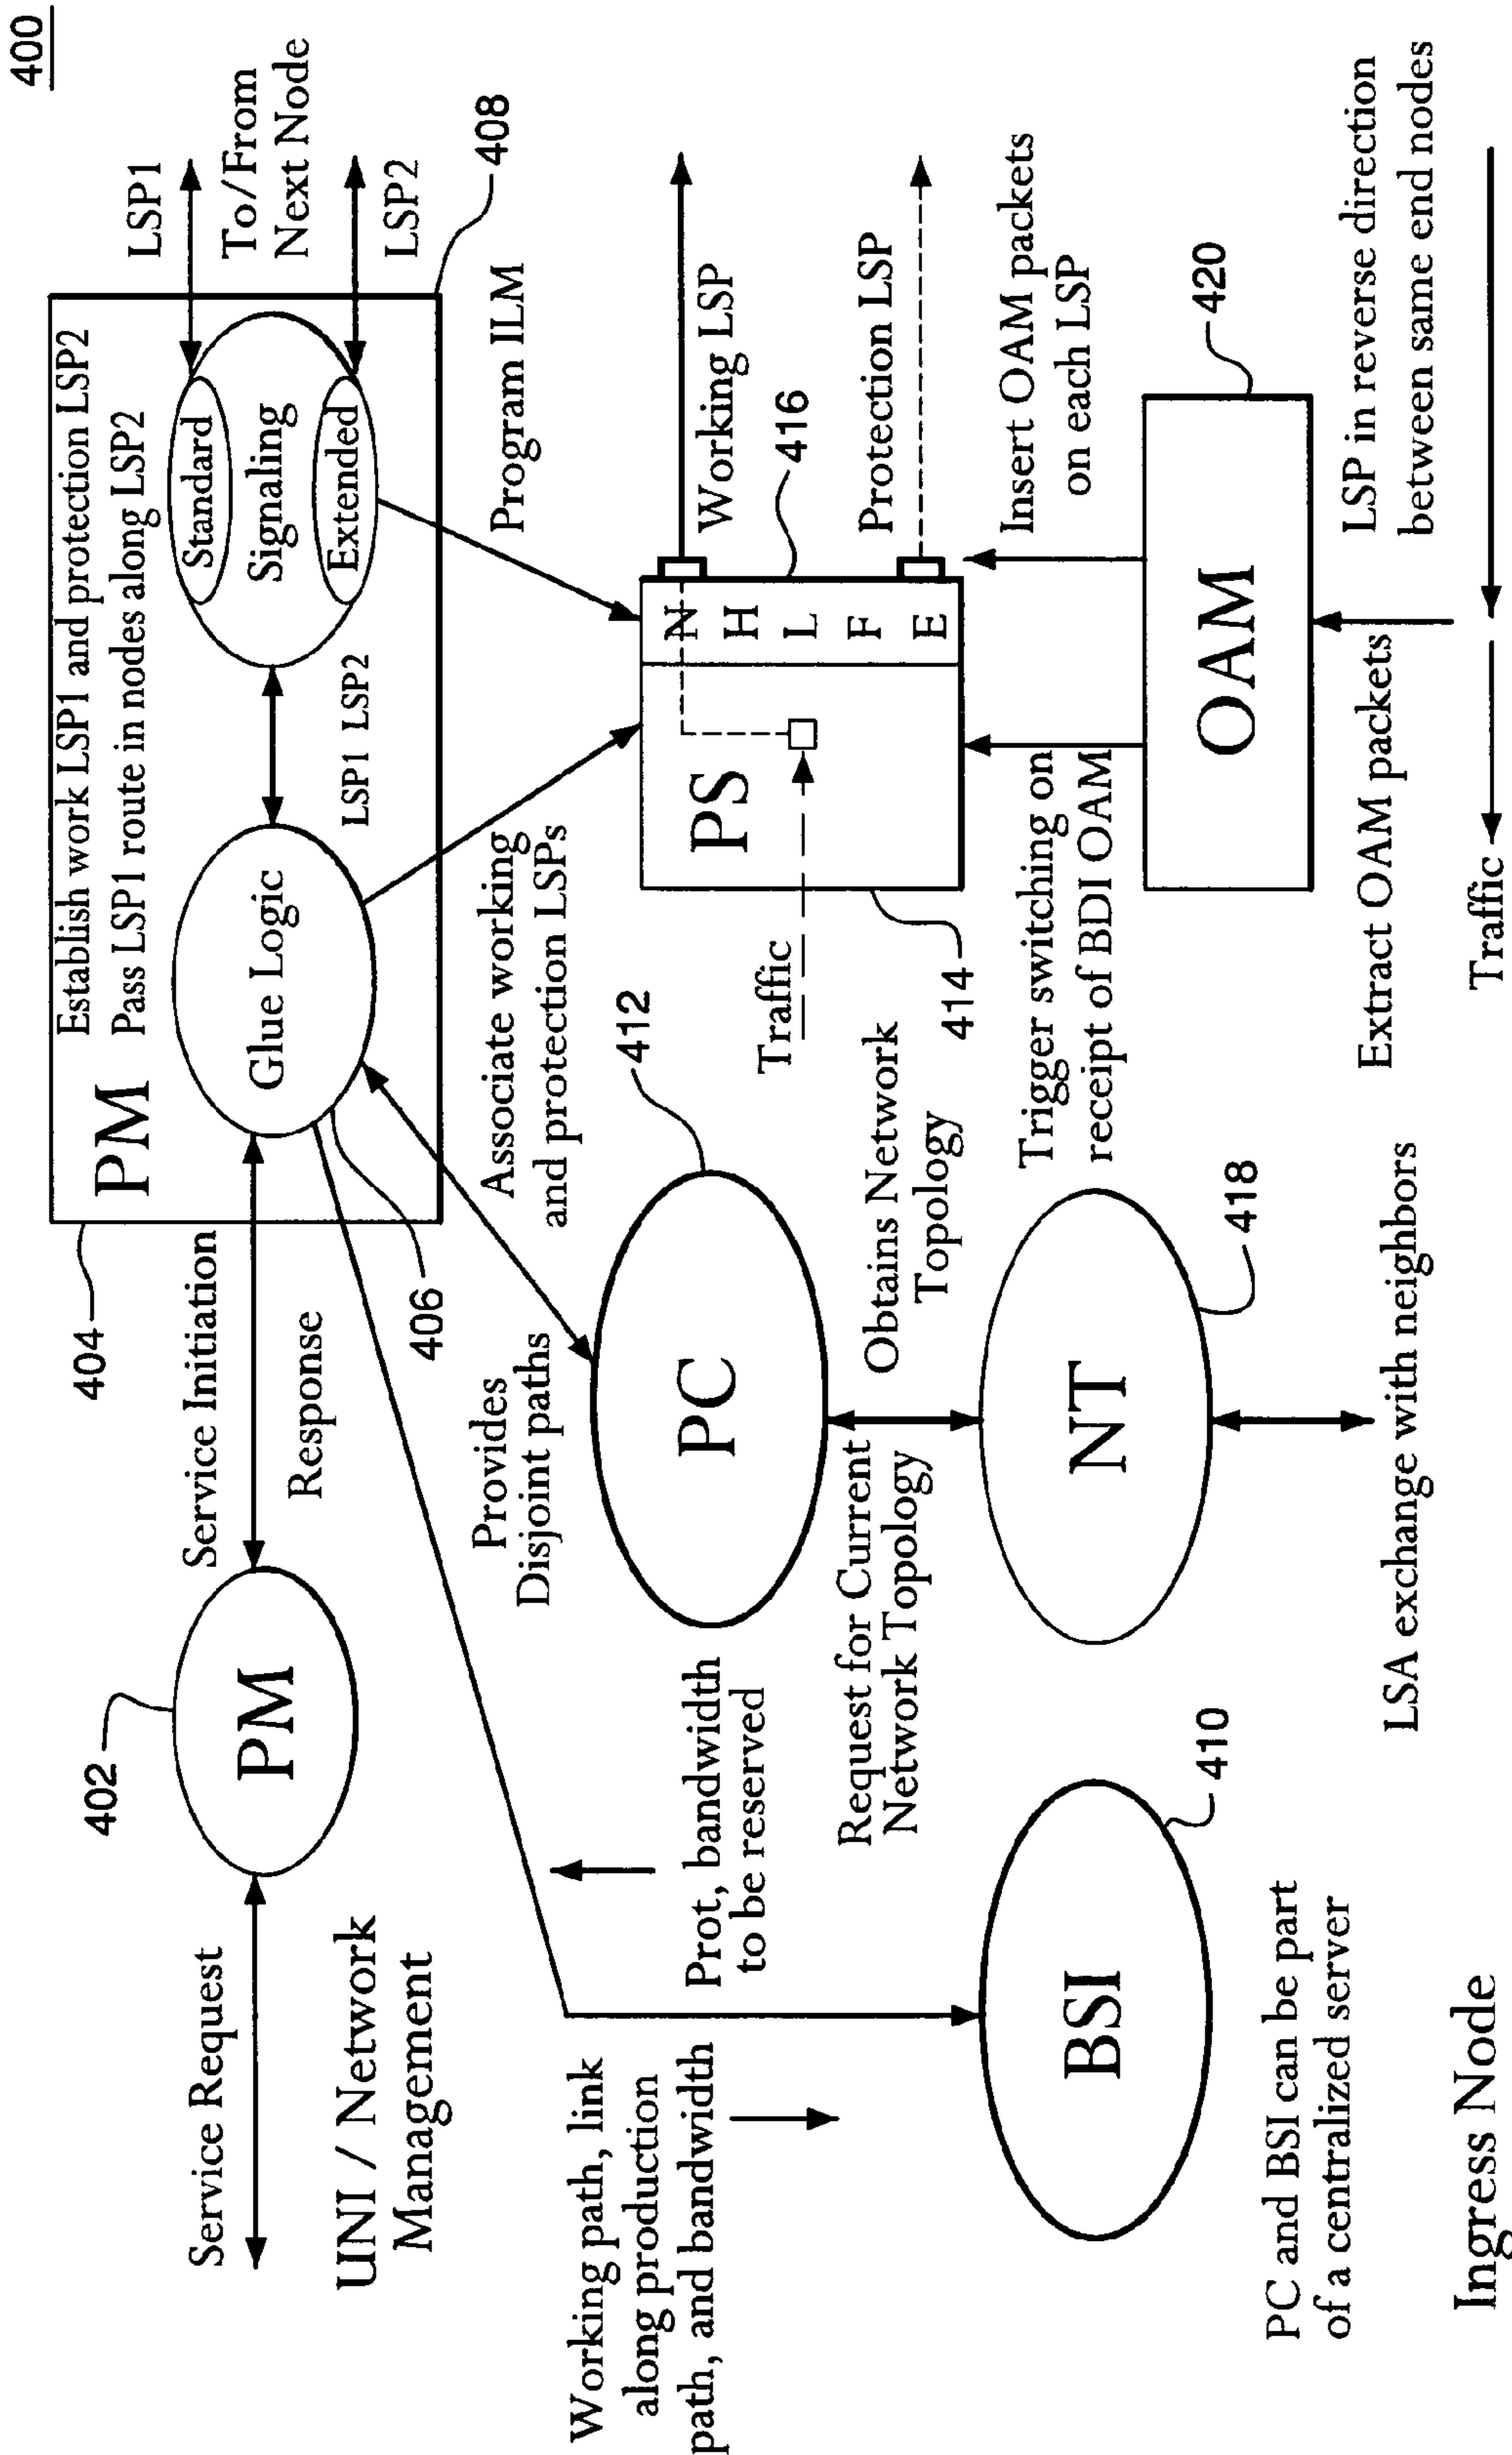 400
Service Request
UNI / Network
Management
402
PM
Service Initiation
Response
404
PM
Establish work LSP1 and protection LSP2
Pass LSP1 route in nodes along LSP2
Glue Logic
406
LSP1 LSP2
Standard
Signaling
Extended
LSP1
To/From
Next Node
LSP2
408
Working path, link
along production
path, and bandwidth
Prot, bandwidth
to be reserved
Provides
Disjoint paths
Associate working
and protection LSPs
Program ILM
412
PC
Request for Current
Network Topology
Obtains Network
Topology
Traffic
414
PS
N
H
L
F
E
416
Working LSP
Protection LSP
BSI
410
NT
418
LSA exchange with neighbors
Trigger switching on
receipt of BDI OAM
Insert OAM packets
on each LSP
OAM
420
Extract OAM packets
LSP in reverse direction
between same end nodes
Traffic
PC and BSI can be part
of a centralized server
Ingress Node